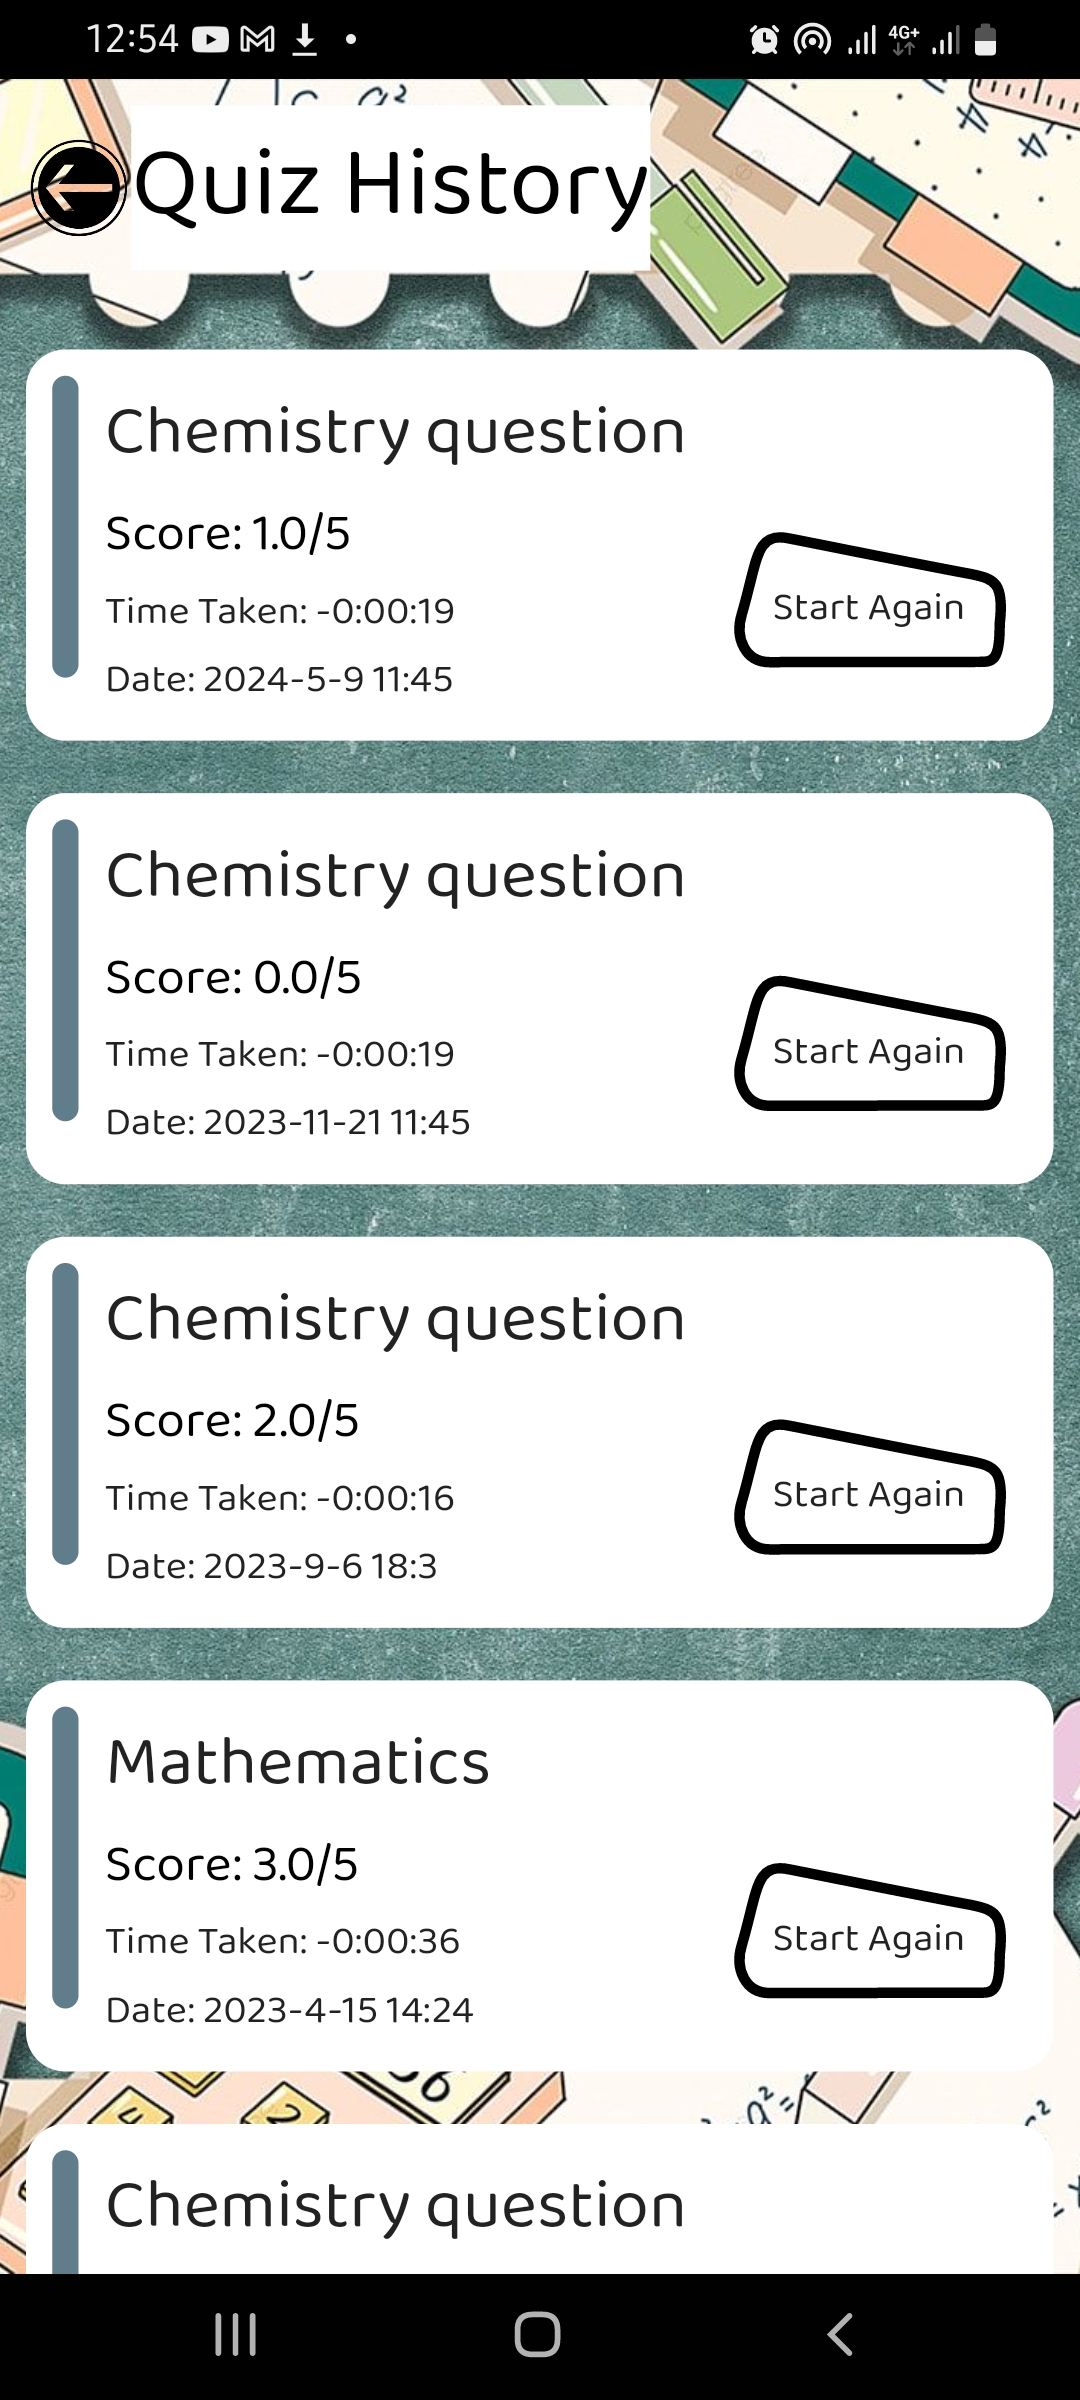 12:54
4G+
Quiz History
Chemistry question
Score: 1.0/5
Time Taken: -0:00:19
Start Again
Date: 2024-5-9 11:45
Chemistry question
Score: 0.0/5
Time Taken: -0:00:19
Start Again
Date: 2023-11-21 11:45
Chemistry question
Score: 2.0/5
Time Taken: -0:00:16
Start Again
Date: 2023-9-6 18:3
Mathematics
Score: 3.0/5
Time Taken: -0:00:36
Start Again
Date: 2023-4-15 14:24
Chemistry question